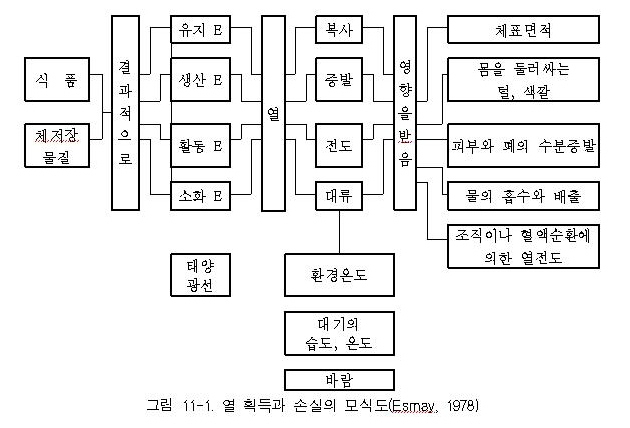 식 품
체저장
물질
결과적으로
유지 E
생산 E
활동 E
소화 E
태양
광선
열
복사
증발
전도
대류
환경온도
대기의
습도, 온도
바람
영향을받음
체표면적
몸을 둘러싸는
털, 색깔
피부와 폐의 수분증발
물의 흡수와 배출
조직이나 혈액순환에
의한 열전도
그림 11-1. 열 획득과 손실의 모식도(Esmay, 1978)